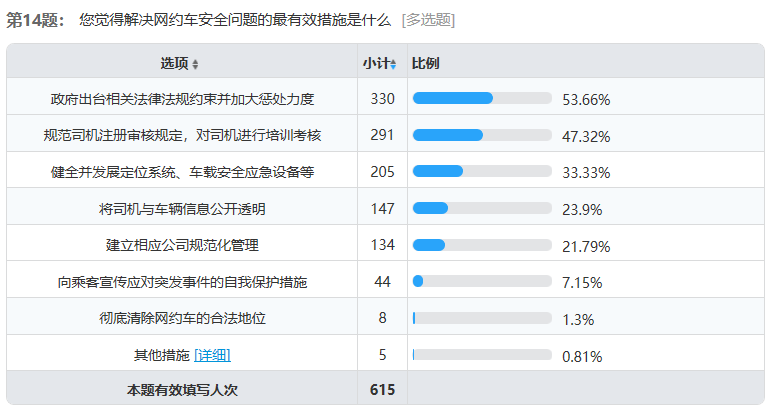 第14题： 您觉得解决网约车安全问题的最有效措施是什么 [多选题]
选项 小计 比例
政府出台相关法律法规约束并加大惩处力度 330 53.66%
规范司机注册审核规定，对司机进行培训考核 291 47.32%
健全并发展定位系统、车载安全应急设备等 205 33.33%
将司机与车辆信息公开透明 147 23.9%
建立相应公司规范化管理 134 21.79%
向乘客宣传应对突发事件的自我保护措施 44 7.15%
彻底清除网约车的合法地位 8 1.3%
其他措施 [详细] 5 0.81%
本题有效填写人次 615